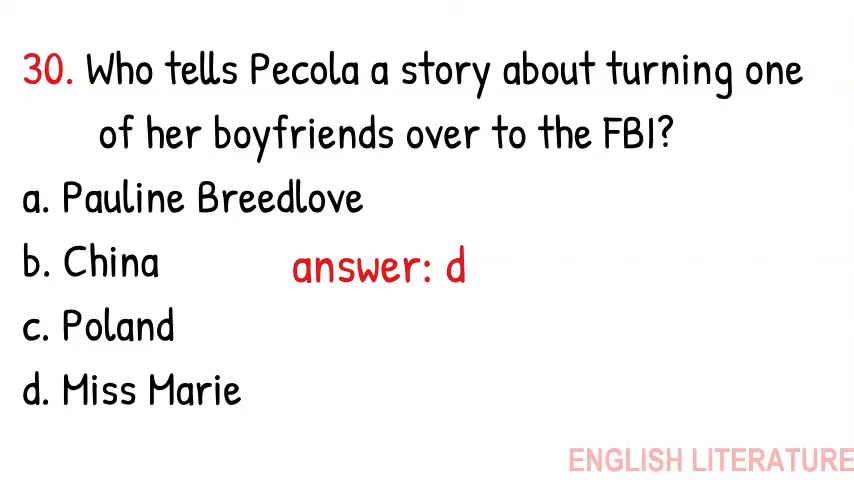 30. Who tells Pecola a story about turning one
of her boyfriends over to the FBI?
a. Pauline Breedlove
b. China
answer: d
c. Poland
d. Miss Marie
ENGLISH LITERATURE